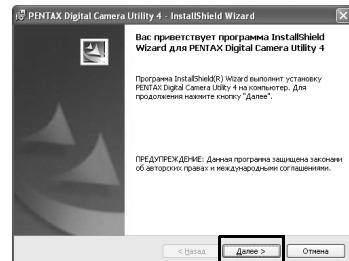 PENTAX Digital Camera Utility 4 - InstallShield Wizard
Вас приветствует программа InstallShield
Wizard для PENTAX Digital Camera Utility 4
Программа InstallShield(R) Wizard выполнит установку
PENTAX Digital Camera Utility 4 на компьютер. Для
продолжения нажмите кнопку "Далее".
ПРЕДУПРЕЖДЕНИЕ: Данная программа защищена законами
об авторских правах и международными соглашениями.
< Назад Далее > Отмена